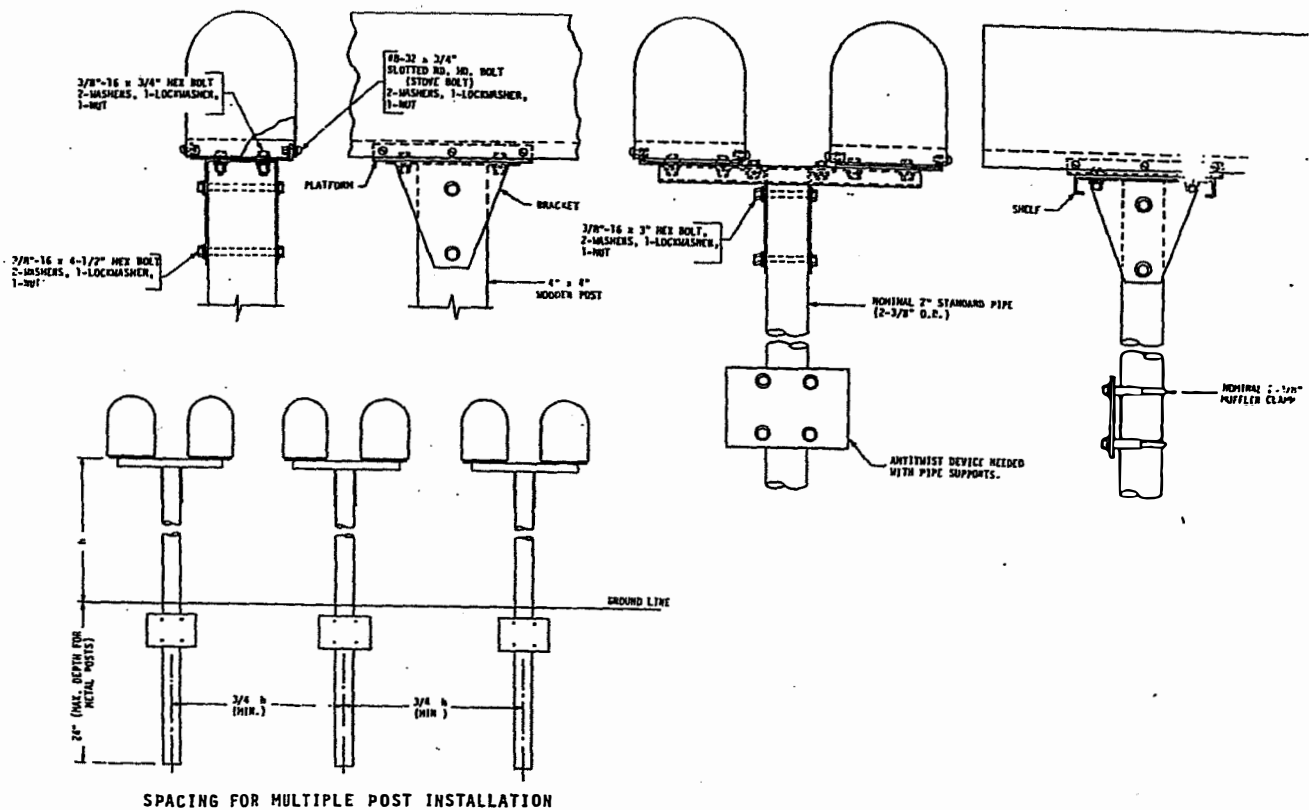 3/8"-16 x 3/4" HEX BOLT
2-WASHERS, 1-LOCKWASHER,
1-NUT
#8-32 x 3/4"
SLOTTED RD. HD. BOLT
(STOVE BOLT)
2-WASHERS, 1-LOCKWASHER,
1-NUT
PLATFORM
BRACKET
3/8"-16 x 4-1/2" HEX BOLT
2-WASHERS, 1-LOCKWASHER,
1-NUT
4" x 4"
WOODEN POST
3/8"-16 x 3" HEX BOLT,
2-WASHERS, 1-LOCKWASHER,
1-NUT
SHELF
NOMINAL 2" STANDARD PIPE
(2-3/8" O.D.)
NOMINAL
MUFFLER CLAMP
ANTITWIST DEVICE NEEDED
WITH PIPE SUPPORTS.
h
GROUND LINE
24" (MAX. DEPTH FOR
METAL POSTS)
3/4 h
(MIN.)
3/4 h
(MIN )
SPACING FOR MULTIPLE POST INSTALLATION